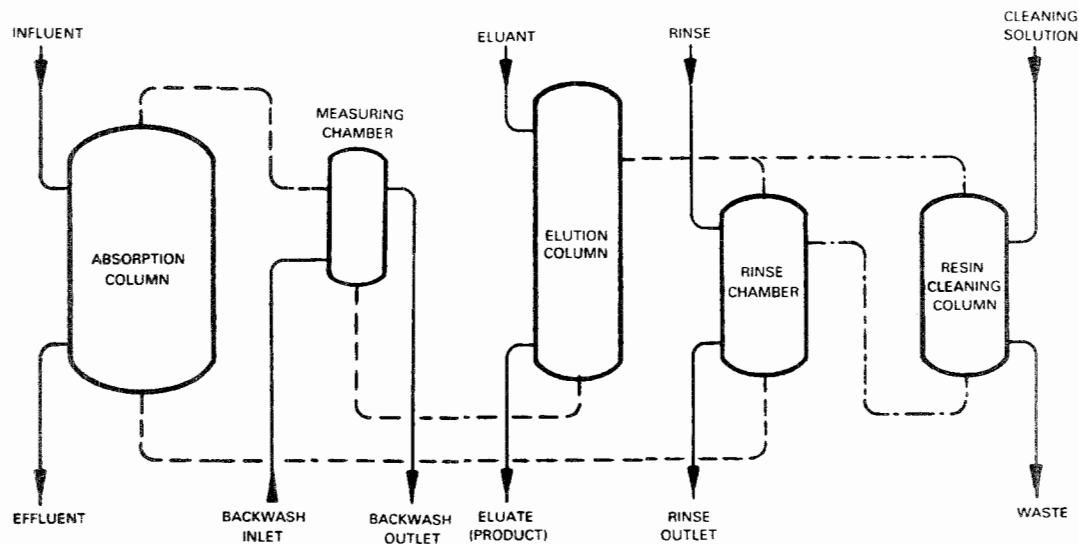 INFLUENT
ELUANT
RINSE
CLEANING
SOLUTION
MEASURING
CHAMBER
ABSORPTION
COLUMN
ELUTION
COLUMN
RINSE
CHAMBER
RESIN
CLEANING
COLUMN
EFFLUENT
BACKWASH
INLET
BACKWASH
OUTLET
ELUATE
(PRODUCT)
RINSE
OUTLET
WASTE